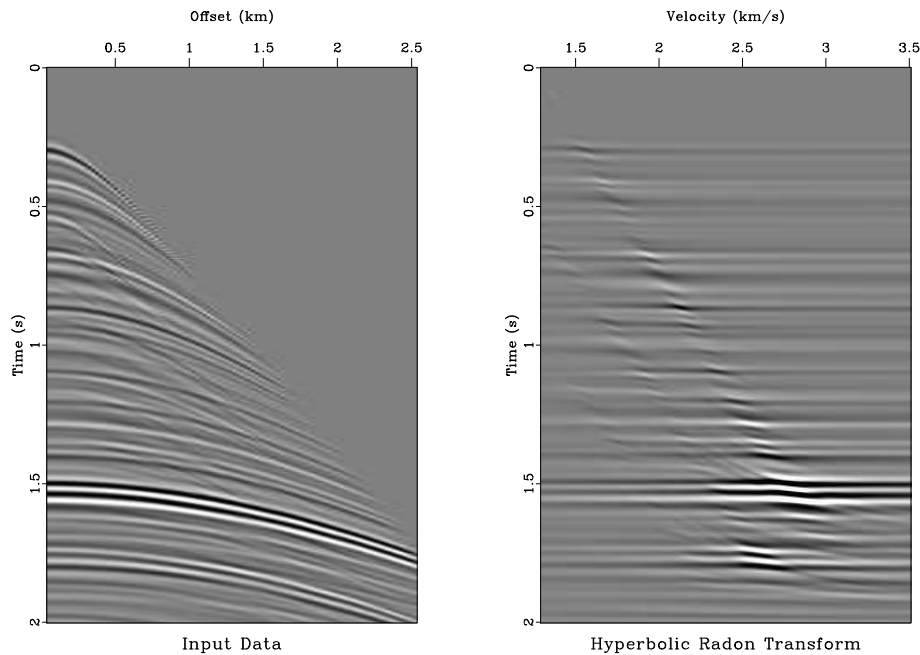 Offset (km)
0.5 1 1.5 2 2.5
0
0.5
1
1.5
2
Time (s)
Input Data
Velocity (km/s)
1.5 2 2.5 3 3.5
0
0.5
1
1.5
2
Time (s)
Hyperbolic Radon Transform